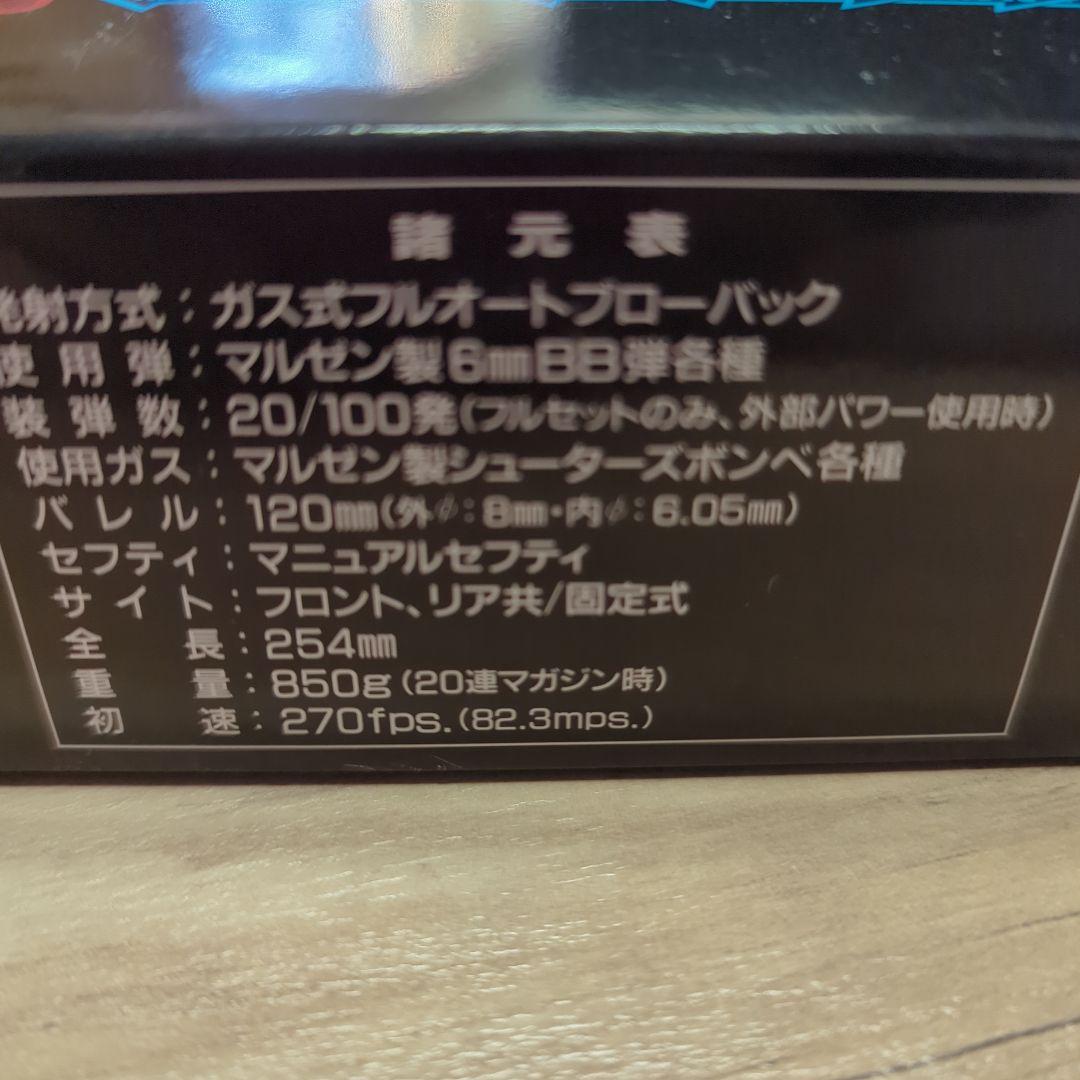 諸元表
発射方式：ガス式フルオートブローバック
使用弾：マルゼン製6㎜BB弾各種
装弾数：20/100発(フルセットのみ、外部パワー使用時)
使用ガス：マルゼン製シューターズボンベ各種
バレル：120㎜(外φ：8㎜・内φ：6.05㎜)
セフティ：マニュアルセフティ
サイト：フロント、リア共/固定式
全長：254㎜
重量：850g(20連マガジン時)
初速：270fps.(82.3mps.)